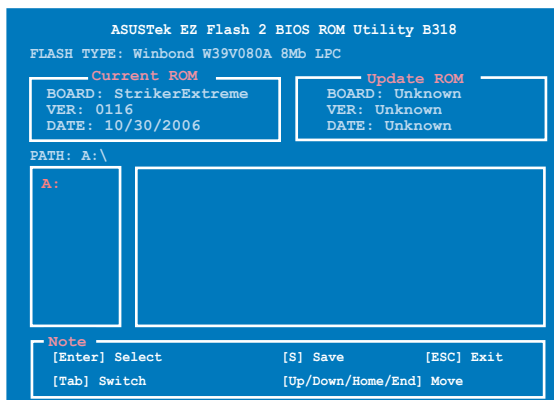 ASUSTek EZ Flash 2 BIOS ROM Utility B318
FLASH TYPE: Winbond W39V080A 8Mb LPC
Current ROM
BOARD: StrikerExtreme
VER: 0116
DATE: 10/30/2006
Update ROM
BOARD: Unknown
VER: Unknown
DATE: Unknown
PATH: A:\
A:
Note
[Enter] Select [S] Save [ESC] Exit
[Tab] Switch [Up/Down/Home/End] Move